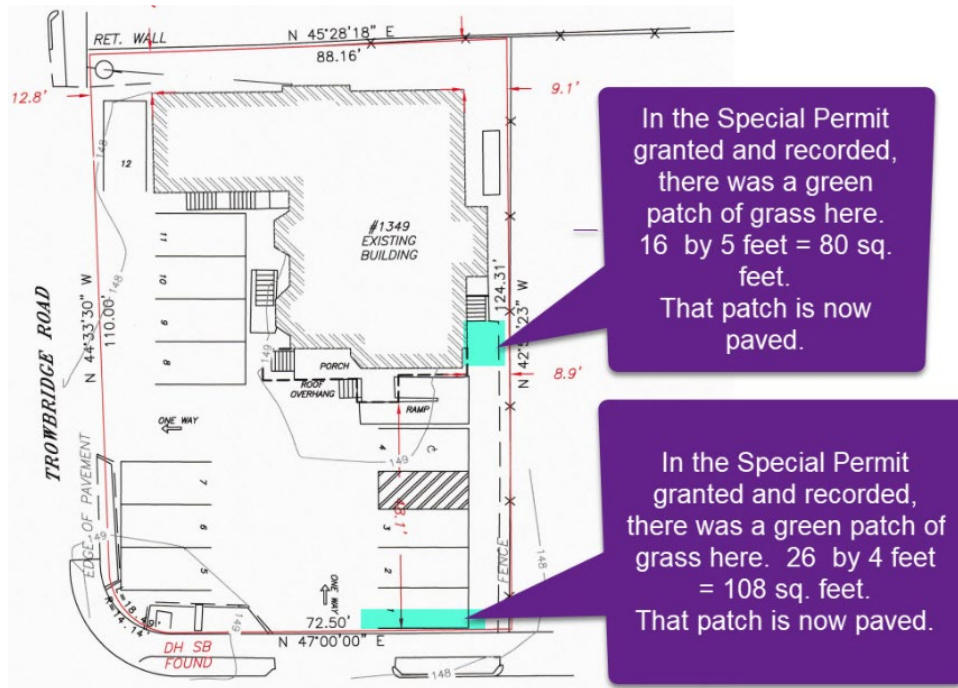 N 45°28'18" E
RET. WALL
88.16'
12.8'
9.1'
148
12
In the Special Permit
granted and recorded,
there was a green
patch of grass here.
16 by 5 feet = 80 sq.
feet.
That patch is now
paved.
#1349
EXISTING
BUILDING
11
10
9
8
148
TROWBRIDGE ROAD
N 44°33'30" W
110.00'
124.31'
149
PORCH
ROOF
OVERHANG
8.9'
RAMP
ONE WAY
4
149
7
6
5
3
2
1
EDGE OF PAVEMENT
149
FENCE
148
In the Special Permit
granted and recorded,
there was a green patch of
grass here. 26 by 4 feet
= 108 sq. feet.
That patch is now paved.
ONE
WAY
R=14.14'
72.50'
N 47°00'00" E
149
DH SB
FOUND
148